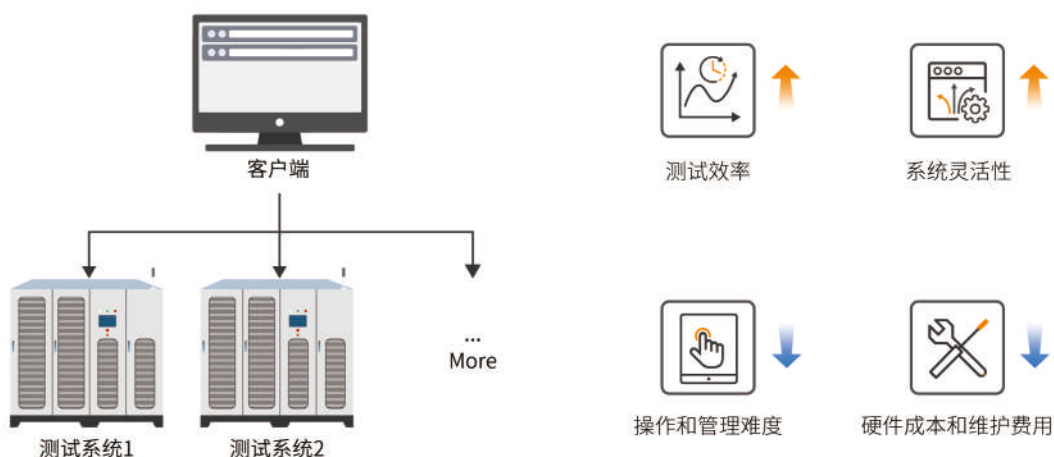 客户端
测试系统1
测试系统2
...
More
测试效率
系统灵活性
操作和管理难度
硬件成本和维护费用